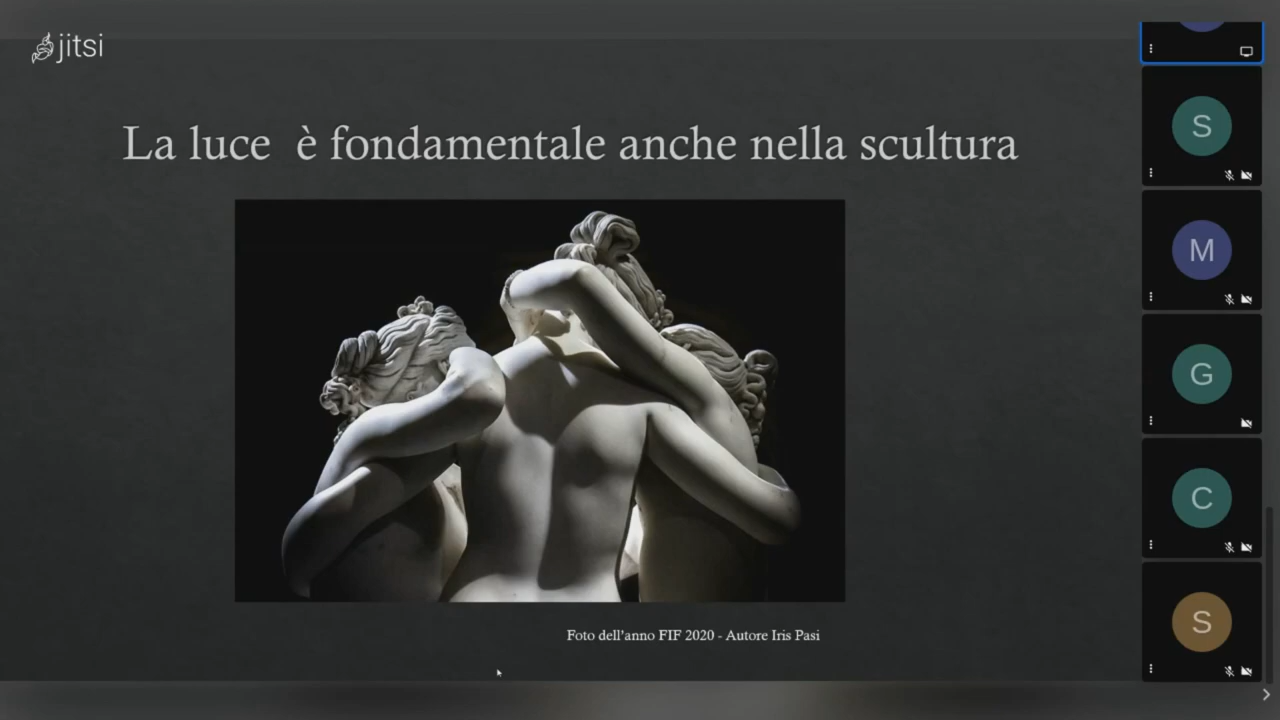 jitsi
La luce è fondamentale anche nella scultura
S
M
G
C
S
Foto dell'anno FIF 2020 - Autore Iris Pasi